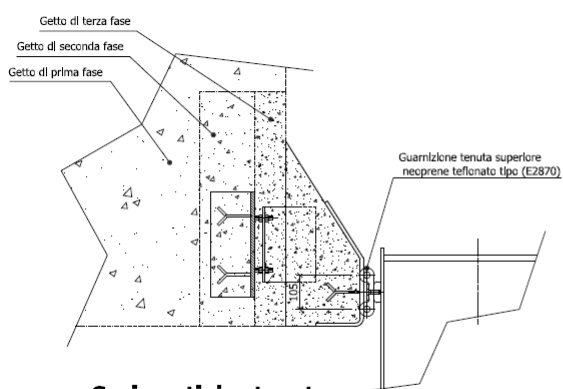 Getto di terza fase
Getto di seconda fase
Getto di prima fase
Guarnizione tenuta superiore
neoprene teflonato tipo (E2870)
105